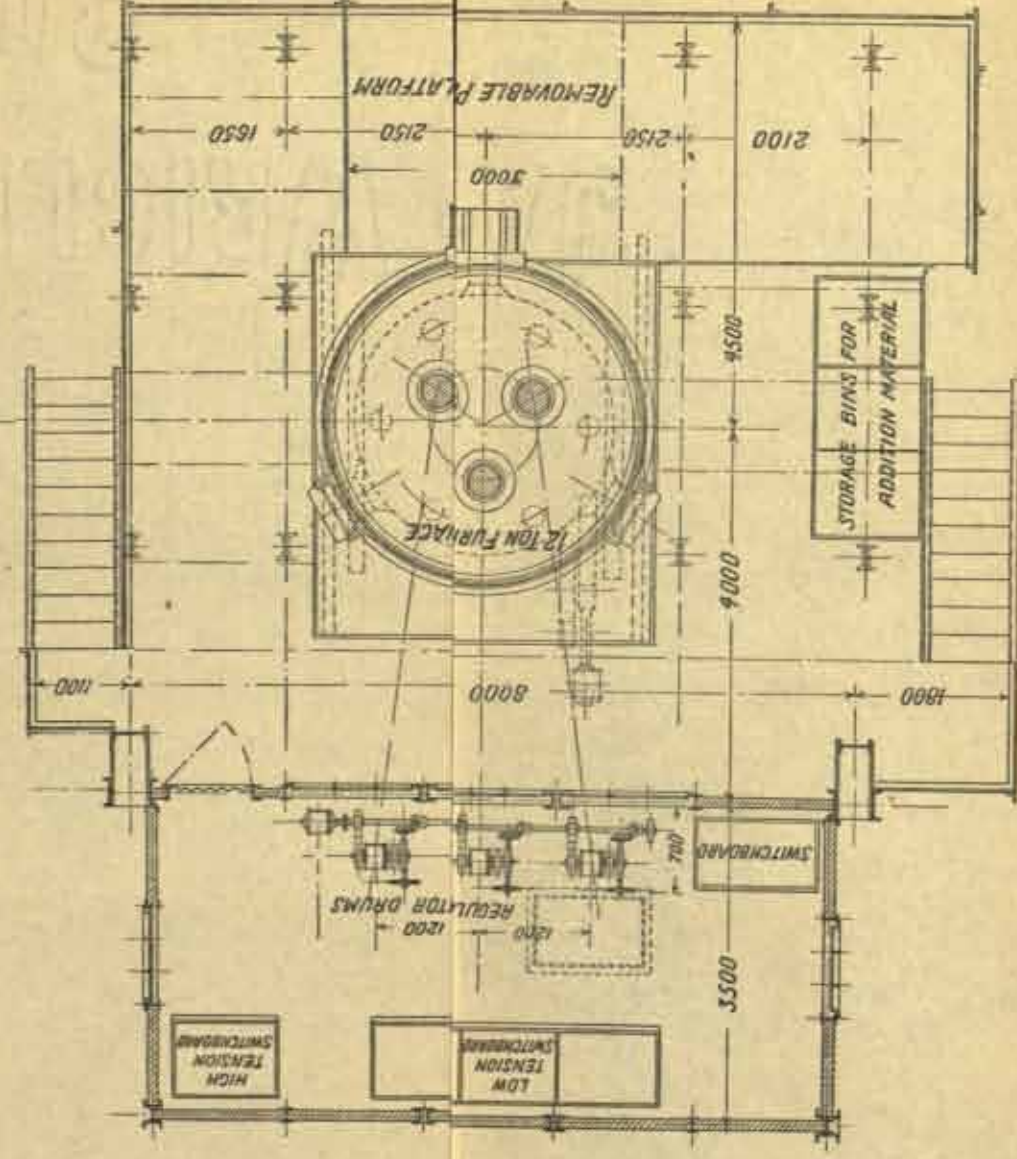 LOW
TENSION
SWITCHBOARD
HIGH
TENSION
SWITCHBOARD
3500
1200
1200
REGULATOR DRUMS
SWITCHBOARD
700
1800
8000
1100
4000
12 TON FURNACE
STORAGE BINS FOR
ADDITION MATERIAL
4500
3000
2100
2150
2150
1650
REMOVABLE PLATFORM